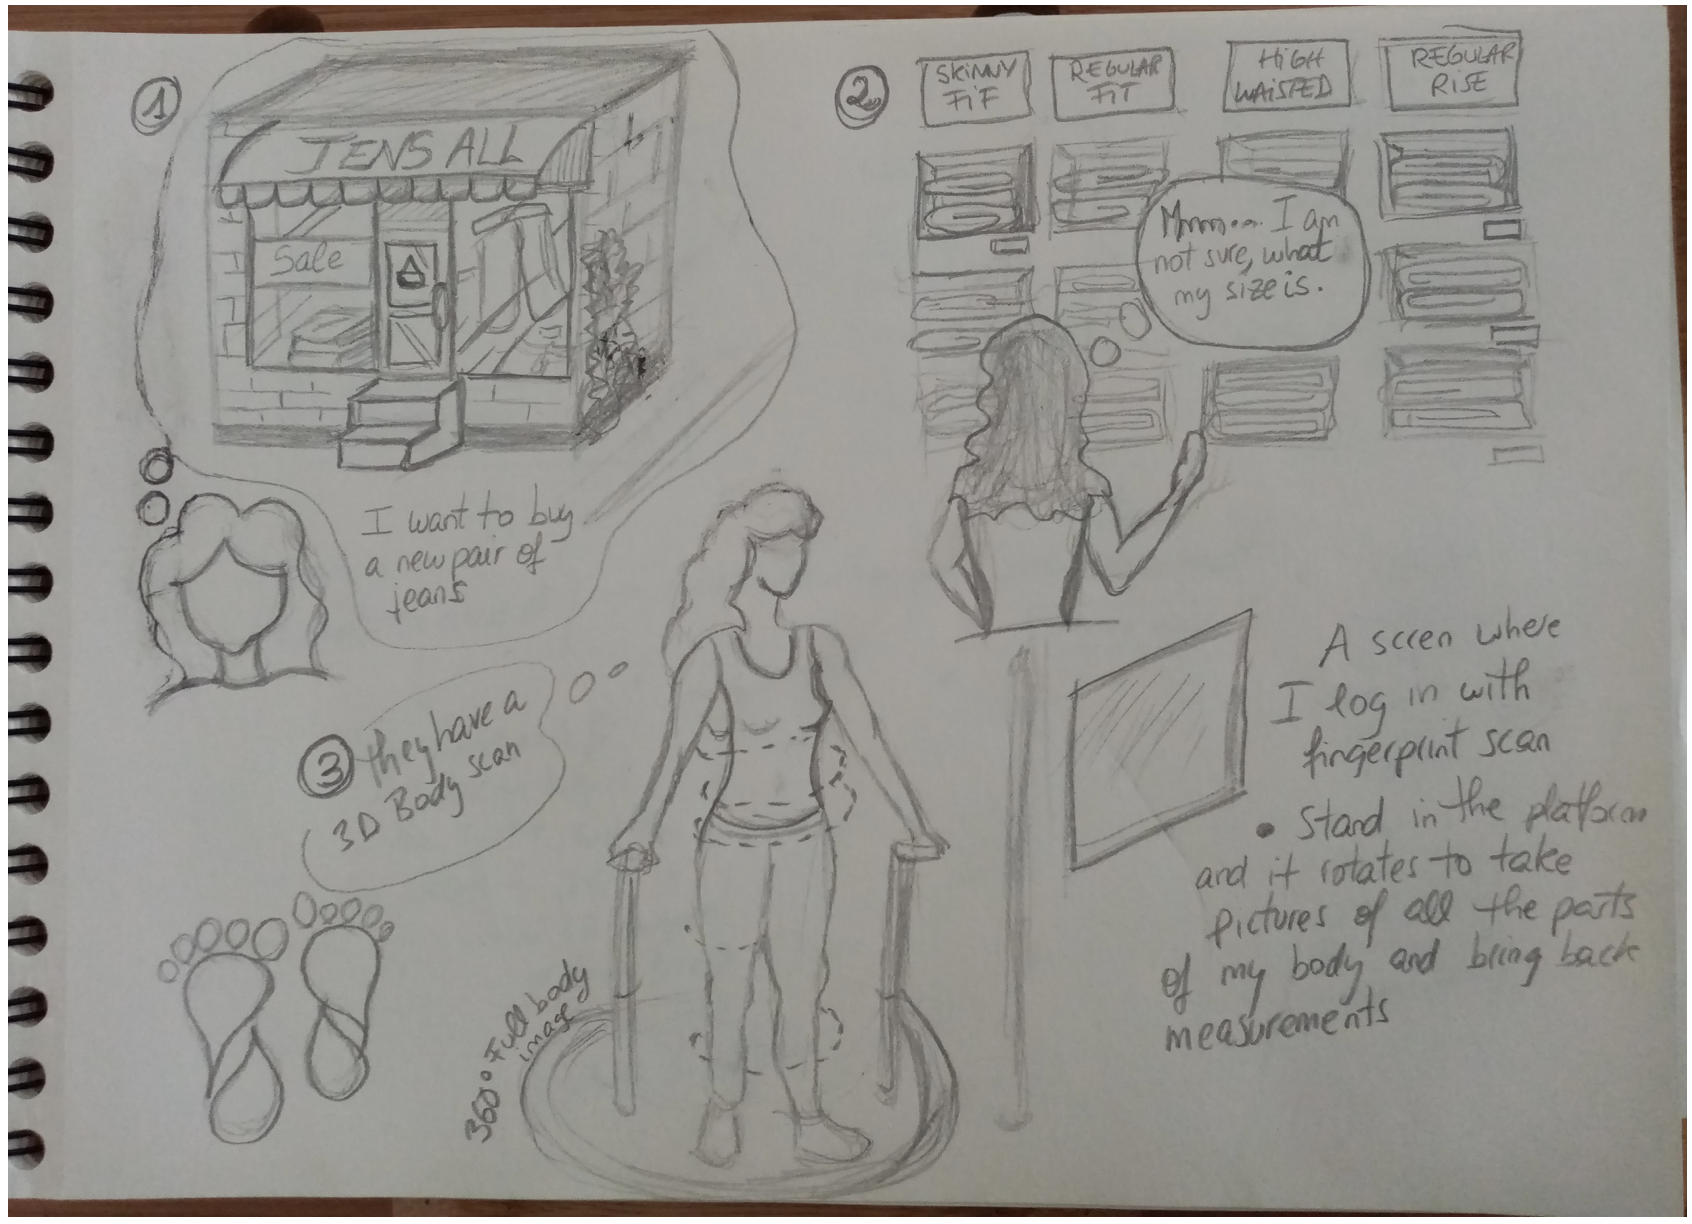 1
JENS ALL
Sale
I want to buy
a new pair of
jeans
2
SKINNY
FiF
REGULAR
FiT
HiGH
WAiSTED
REGULAR
RISE
Mmm... I am
not sure, what
my size is.
3
they have a
3D Body scan
360° Full body
image
A scren where
I log in with
fingerprint scan
• Stand in the platform
and it rotates to take
pictures of all the parts
of my body and bring back
measurements